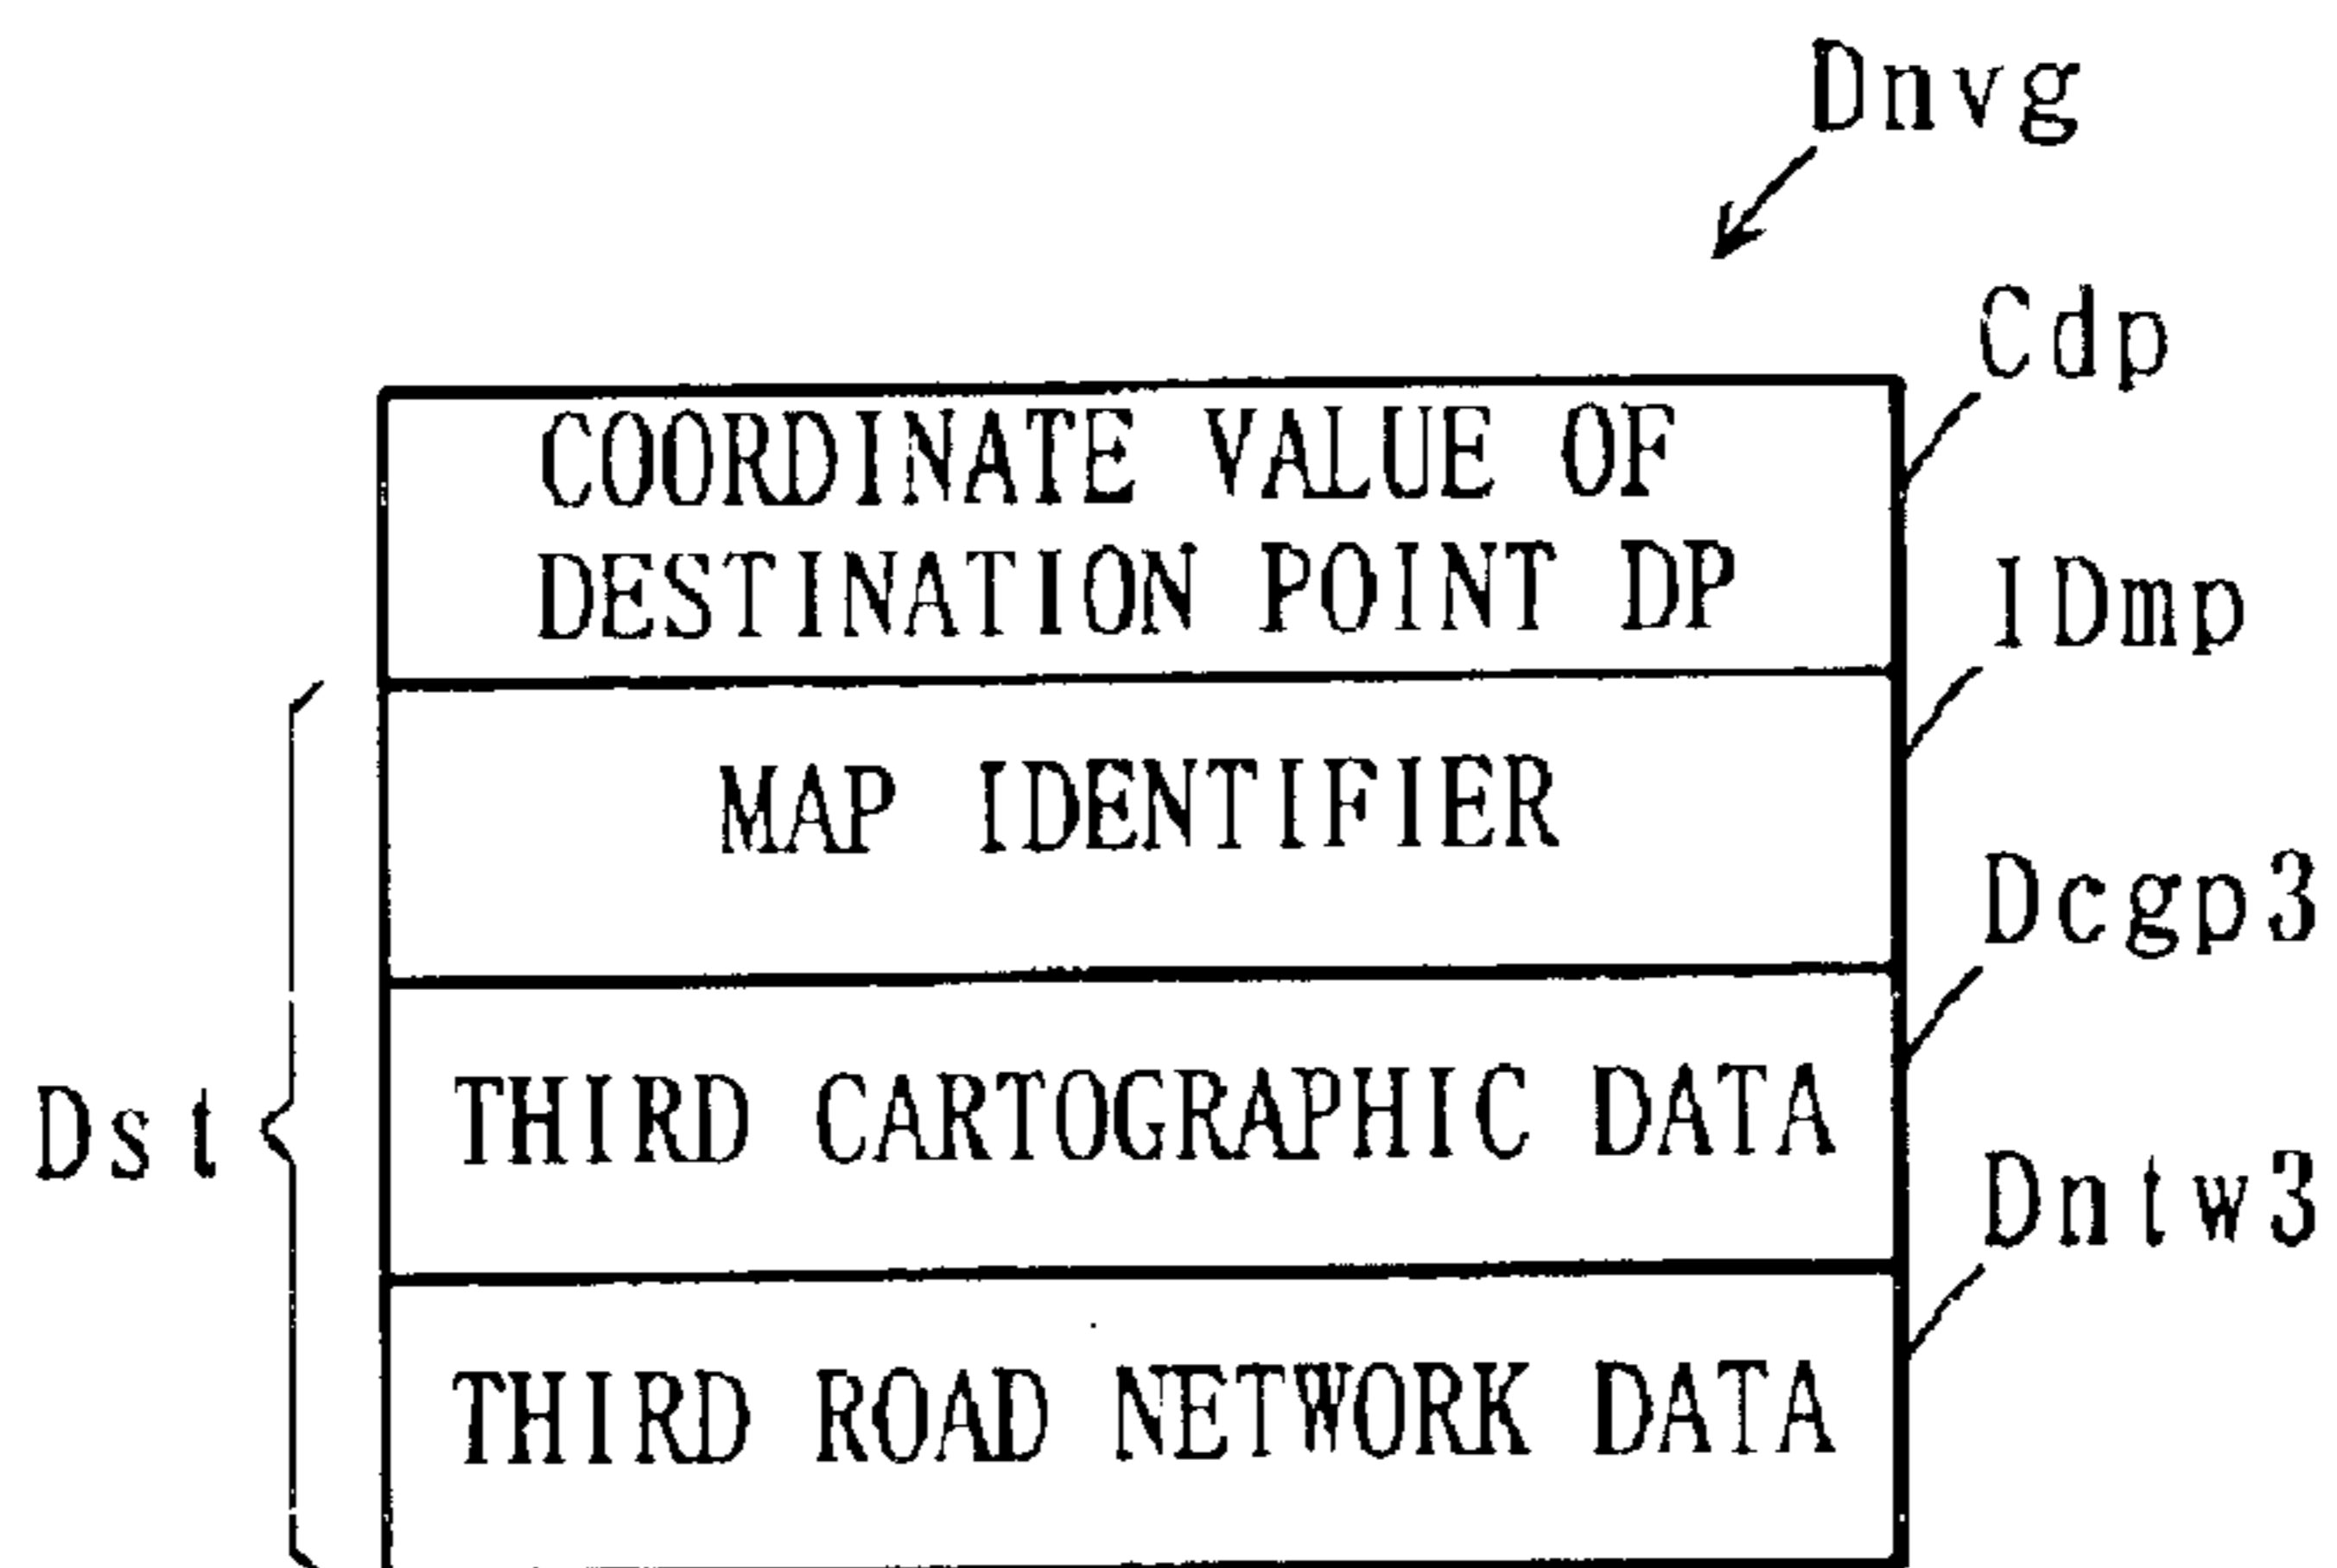 Dnvg
Cdp
COORDINATE VALUE OF
DESTINATION POINT DP
IDmp
MAP IDENTIFIER
Dcgp3
THIRD CARTOGRAPHIC DATA
Dst
Dntw3
THIRD ROAD NETWORK DATA